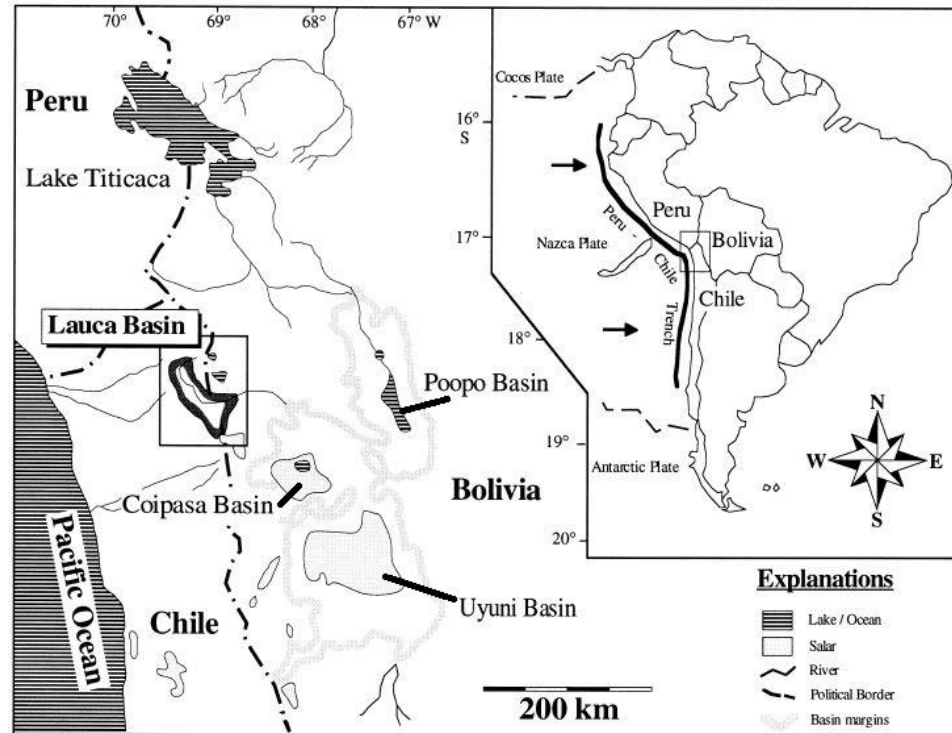 70°
69°
68°
67° W
Peru
Lake Titicaca
Lauca Basin
Poopo Basin
Coipasa Basin
Bolivia
Uyuni Basin
Chile
Pacific Ocean
200 km
16°
S
17°
18°
19°
20°
Cocos Plate
Peru
Bolivia
Nazca Plate
Chile
Peru - Chile Trench
Antarctic Plate
N
W
E
S
Explanations
Lake / Ocean
Salar
River
Political Border
Basin margins